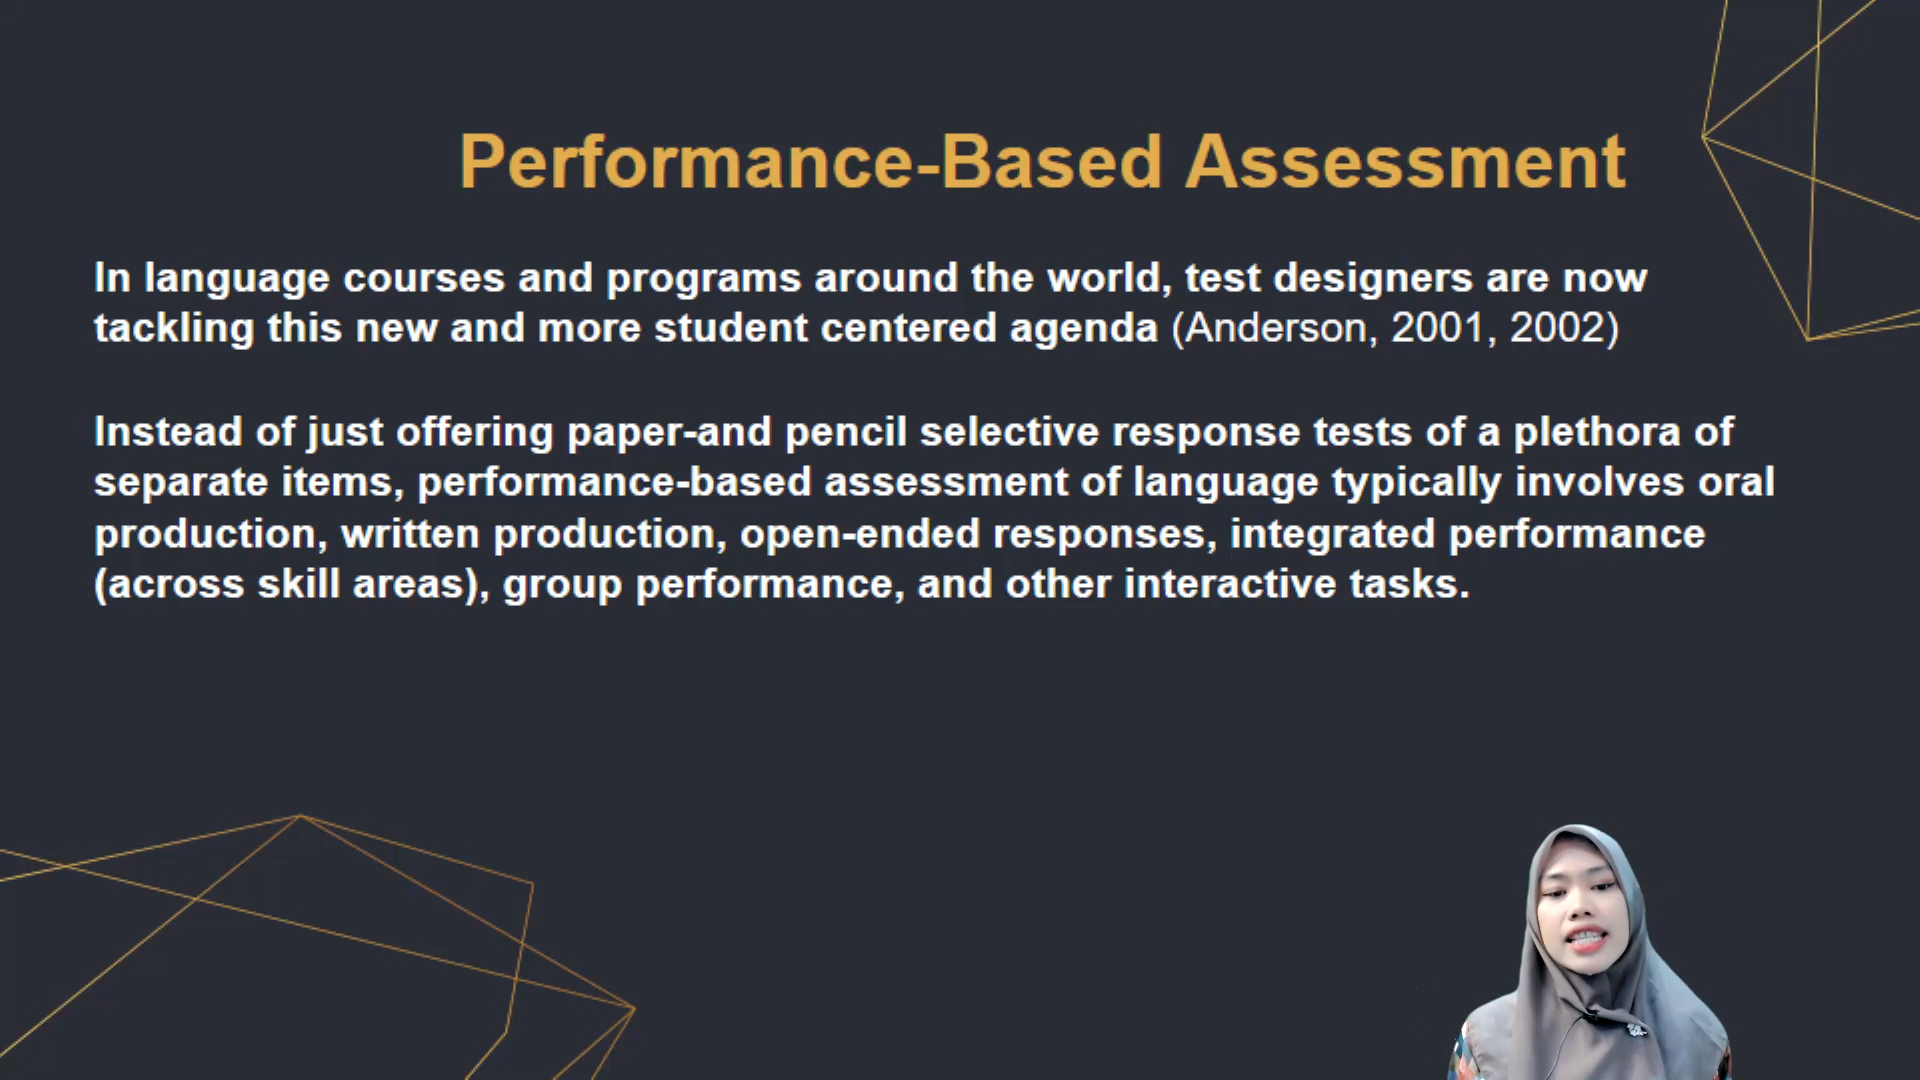 Performance-Based Assessment
In language courses and programs around the world, test designers are now
tackling this new and more student centered agenda (Anderson, 2001, 2002)
Instead of just offering paper-and pencil selective response tests of a plethora of
separate items, performance-based assessment of language typically involves oral
production, written production, open-ended responses, integrated performance
(across skill areas), group performance, and other interactive tasks.